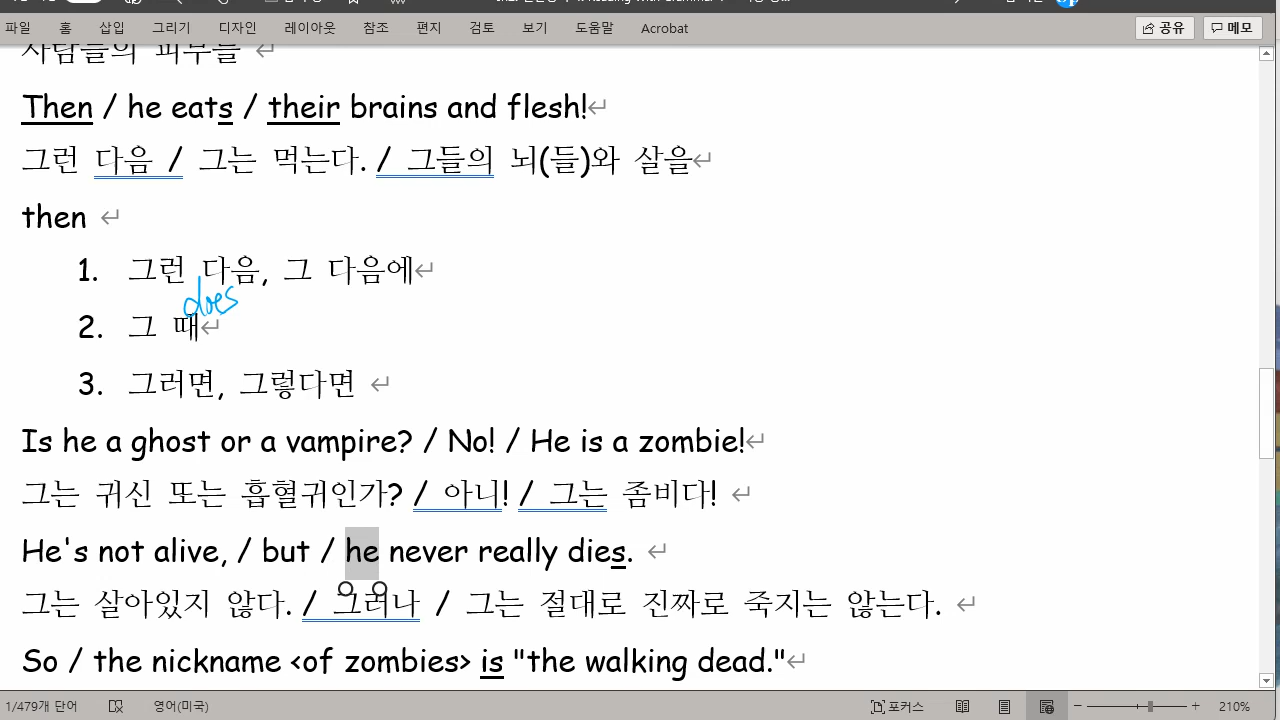 파일 홈 삽입 그리기 디자인 레이아웃 참조 편지 검토 보기 도움말 Acrobat 공유 메모
사람들의 피부를
Then / he eats / their brains and flesh!
그런 다음 / 그는 먹는다. / 그들의 뇌(들)와 살을
then
1. 그런 다음, 그 다음에
does
2. 그 때
3. 그러면, 그렇다면
Is he a ghost or a vampire? / No! / He is a zombie!
그는 귀신 또는 흡혈귀인가? / 아니! / 그는 좀비다!
He's not alive, / but / he never really dies.
그는 살아있지 않다. / 그러나 / 그는 절대로 진짜로 죽지는 않는다.
So / the nickname <of zombies> is "the walking dead."
1/479개 단어 영어(미국) 포커스 210%